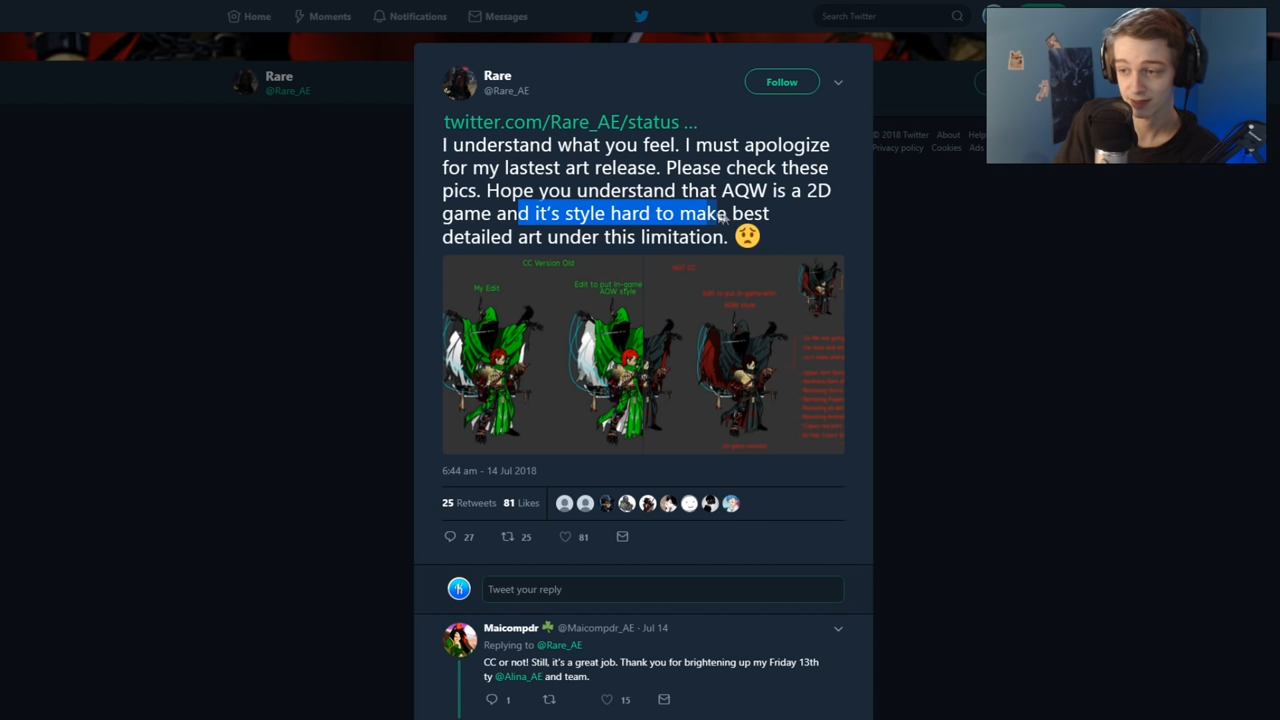 Home
Moments
Notifications
Messages
Search Twitter
Rare
@Rare_AE
© 2018 Twitter About Help
Privacy policy Cookies Ads
Rare
@Rare_AE
Follow
twitter.com/Rare_AE/status ...
I understand what you feel. I must apologize
for my lastest art release. Please check these
pics. Hope you understand that AQW is a 2D
game and it's style hard to make best
detailed art under this limitation. 😟
CC Version Old
My Edit
Edit to put In-game
AQW style
NOT CC
6:44 am - 14 Jul 2018
25 Retweets 81 Likes
27
25
81
Tweet your reply
Maicompdr ☘️ @Maicompdr_AE · Jul 14
Replying to @Rare_AE
CC or not! Still, it's a great job. Thank you for brightening up my Friday 13th
ty @Alina_AE and team.
1
15